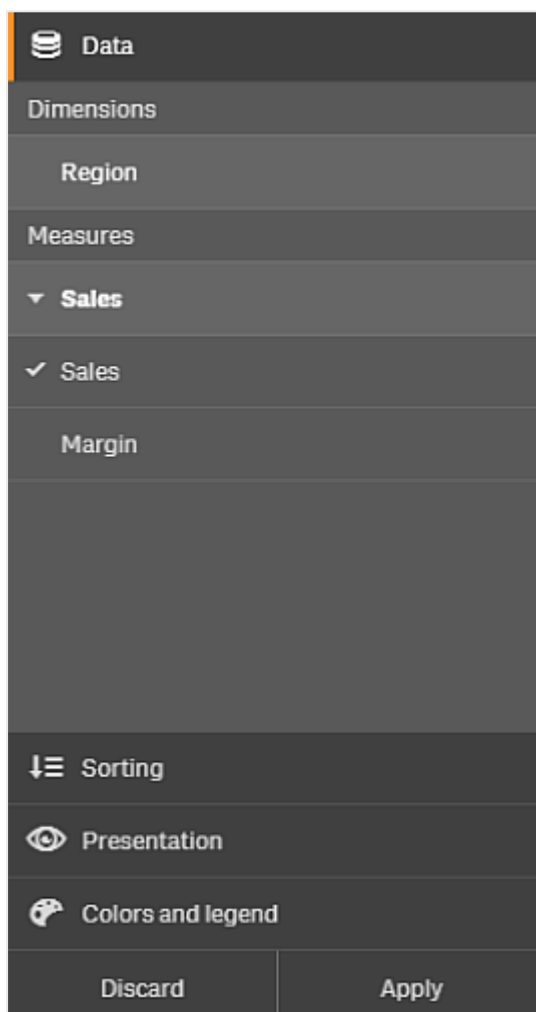 Data
Dimensions
Region
Measures
Sales
Sales
Margin
Sorting
Presentation
Colors and legend
Discard Apply